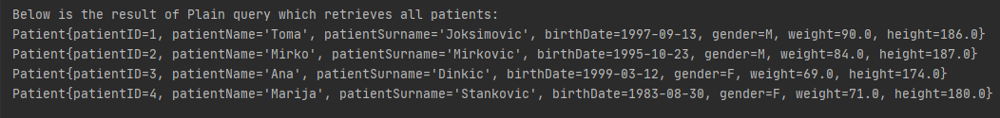 Below is the result of Plain query which retrieves all patients:
Patient{patientID=1, patientName='Toma', patientSurname='Joksimovic', birthDate=1997-09-13, gender=M, weight=90.0, height=186.0}
Patient{patientID=2, patientName='Mirko', patientSurname='Mirkovic', birthDate=1995-10-23, gender=M, weight=84.0, height=187.0}
Patient{patientID=3, patientName='Ana', patientSurname='Dinkic', birthDate=1999-03-12, gender=F, weight=69.0, height=174.0}
Patient{patientID=4, patientName='Marija', patientSurname='Stankovic', birthDate=1983-08-30, gender=F, weight=71.0, height=180.0}